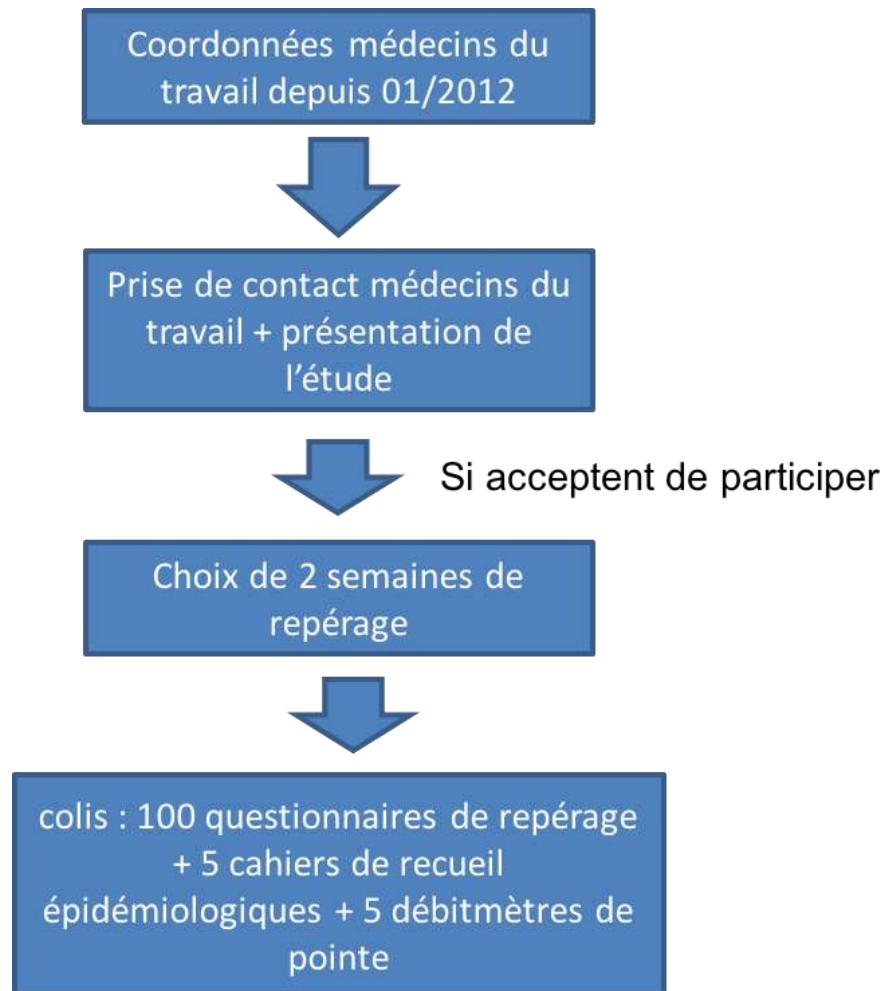 Coordonnées médecins du
travail depuis 01/2012
Prise de contact médecins du
travail + présentation de
l'étude
Si acceptent de participer
Choix de 2 semaines de
repérage
colis : 100 questionnaires de repérage
+ 5 cahiers de recueil
épidémiologiques + 5 débitmètres de
pointe